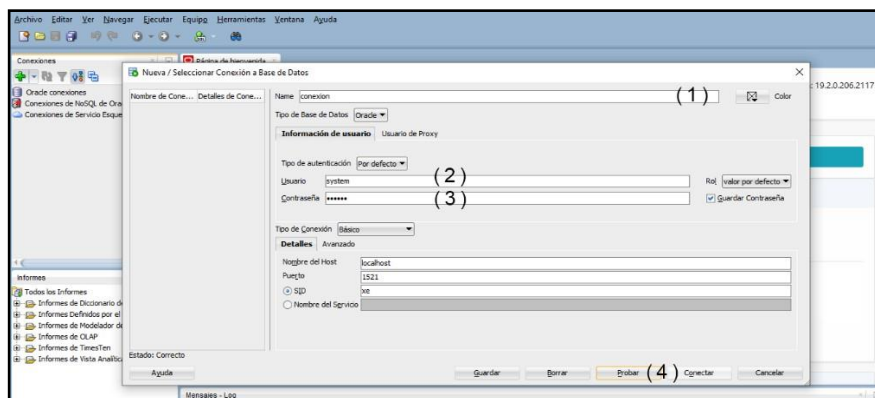 Archivo Editar Ver Navegar Ejecutar Equipo Herramientas Ventana Ayuda
Conexiones
Página de bienvenida
Oracle conexiones
Conexiones de NoSQL de Ora
Conexiones de Servicio Esque
: 19.2.0.206.2117
Nueva / Seleccionar Conexión a Base de Datos
Nombre de Cone... Detalles de Cone...
Name conexion (1) Color
Tipo de Base de Datos Oracle
Información de usuario Usuario de Proxy
Tipo de autenticación Por defecto
Usuario system (2) Rol valor por defecto
Contraseña •••••• (3) Guardar Contraseña
Tipo de Conexión Básico
Detalles Avanzado
Nombre del Host localhost
Puerto 1521
SID xe
Nombre del Servicio
Informes
Todos los Informes
Informes de Diccionario d
Informes Definidos por el
Informes de Modelador de
Informes de OLAP
Informes de TimesTen
Informes de Vista Analític
Estado: Correcto
Ayuda Guardar Borrar Probar (4) Conectar Cancelar
Mensajes - Log